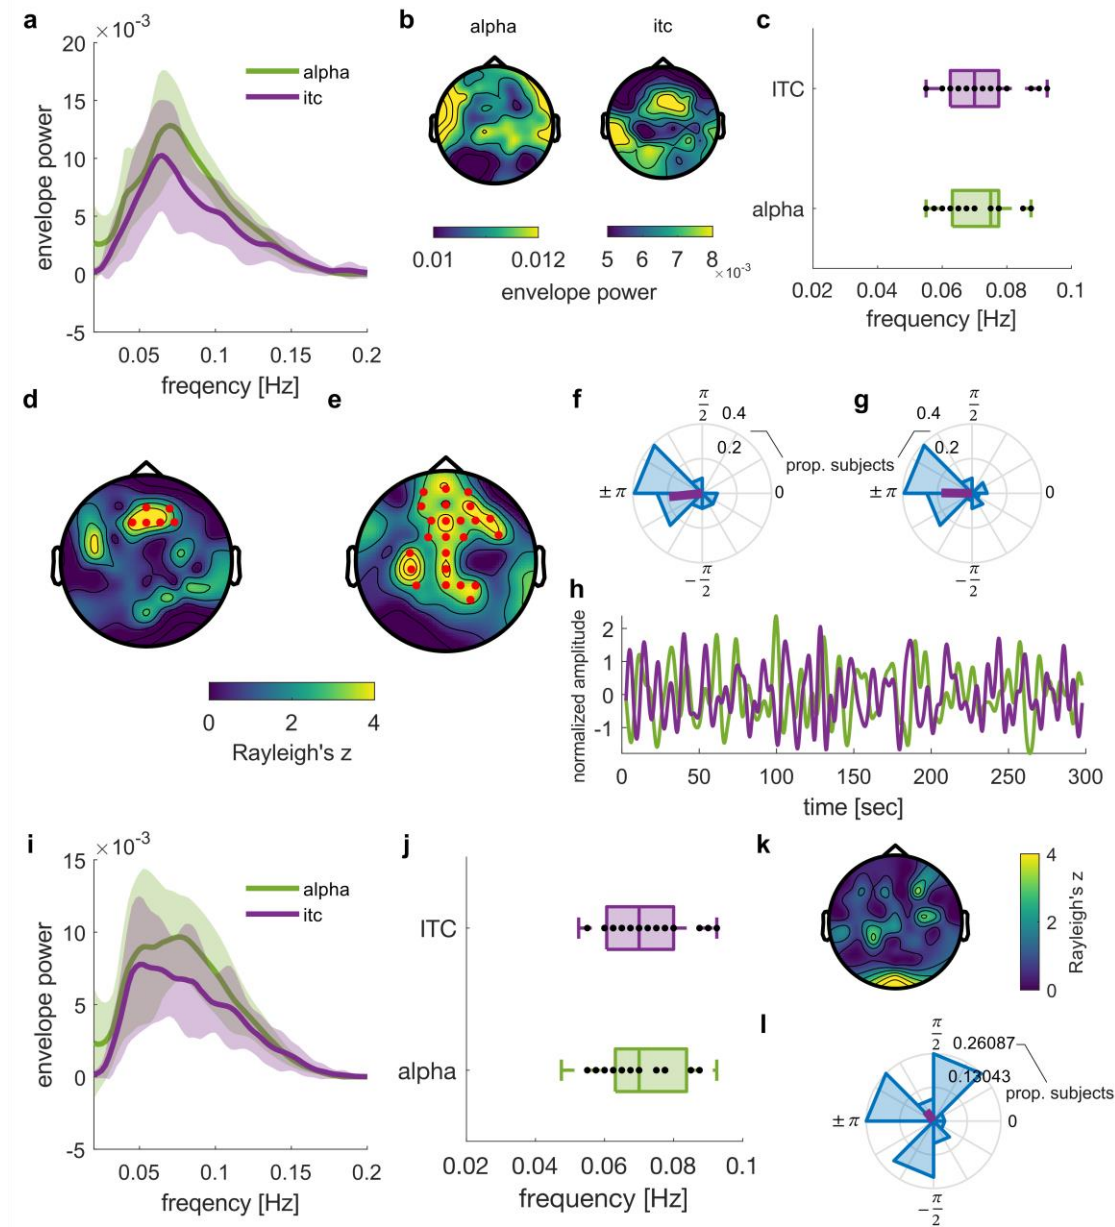 a
×10⁻³
20
15
10
5
0
-5
envelope power
alpha
itc
0.05 0.1 0.15 0.2
freqency [Hz]
b
alpha itc
0.01 0.012
5 6 7 8
×10⁻³
envelope power
c
ITC
alpha
0.02 0.04 0.06 0.08 0.1
frequency [Hz]
d
e
0 2 4
Rayleigh's z
f
π/2
0.4
0.2
± π
0
-π/2
prop. subjects
g
0.4
π/2
0.2
± π
0
-π/2
h
normalized amplitude
2
1
0
-1
0 50 100 150 200 250 300
time [sec]
i
×10⁻³
15
10
5
0
-5
envelope power
alpha
itc
0.05 0.1 0.15 0.2
freqency [Hz]
j
ITC
alpha
0.02 0.04 0.06 0.08 0.1
frequency [Hz]
k
4
3
2
1
0
Rayleigh's z
l
π/2
0.26087
0.13043
prop. subjects
± π
0
-π/2